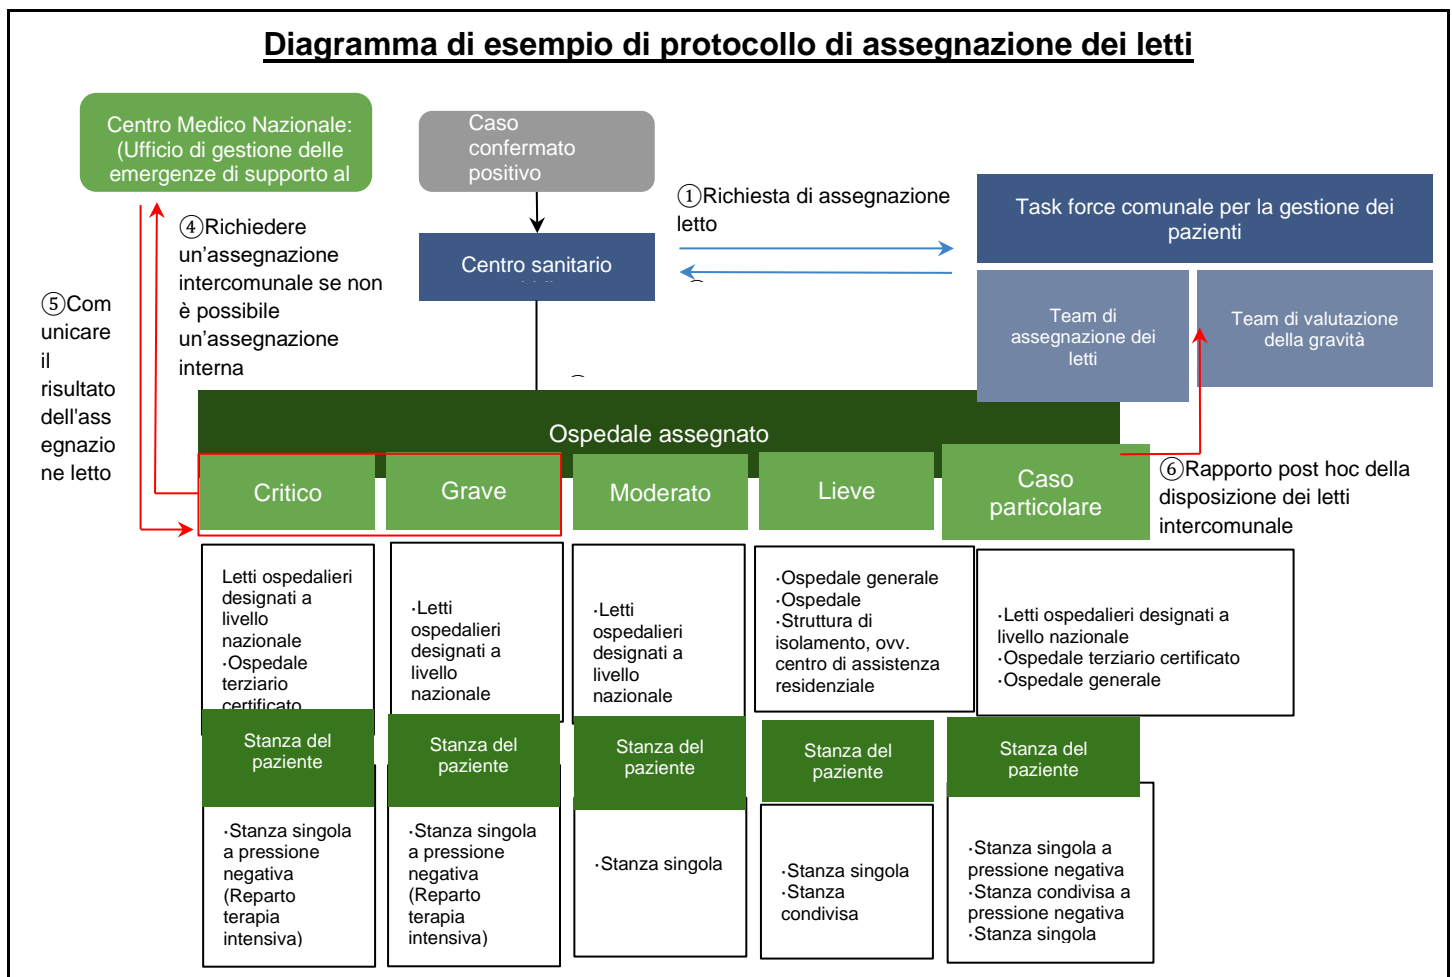 Diagramma di esempio di protocollo di assegnazione dei letti
Centro Medico Nazionale:
(Ufficio di gestione delle
emergenze di supporto al
Caso
confermato
positivo
①Richiesta di assegnazione
letto
Task force comunale per la gestione dei
pazienti
④Richiedere
un’assegnazione
intercomunale se non
è possibile
un’assegnazione
interna
Centro sanitario
⑤Com
unicare
il
risultato
dell'ass
egnazio
ne letto
Team di
assegnazione dei
letti
Team di valutazione
della gravità
Ospedale assegnato
Critico
Grave
Moderato
Lieve
Caso
particolare
⑥Rapporto post hoc della
disposizione dei letti
intercomunale
Letti ospedalieri
designati a
livello
nazionale
·Ospedale
terziario
certificato
·Letti
ospedalieri
designati a
livello
nazionale
·Letti
ospedalieri
designati a
livello
nazionale
·Ospedale generale
·Ospedale
·Struttura di
isolamento, ovv.
centro di assistenza
residenziale
·Letti ospedalieri designati a
livello nazionale
·Ospedale terziario certificato
·Ospedale generale
Stanza del
paziente
Stanza del
paziente
Stanza del
paziente
Stanza del
paziente
Stanza del
paziente
·Stanza singola
a pressione
negativa
(Reparto
terapia
intensiva)
·Stanza singola
a pressione
negativa
(Reparto
terapia
intensiva)
·Stanza singola
·Stanza singola
·Stanza
condivisa
·Stanza singola a
pressione negativa
·Stanza condivisa a
pressione negativa
·Stanza singola